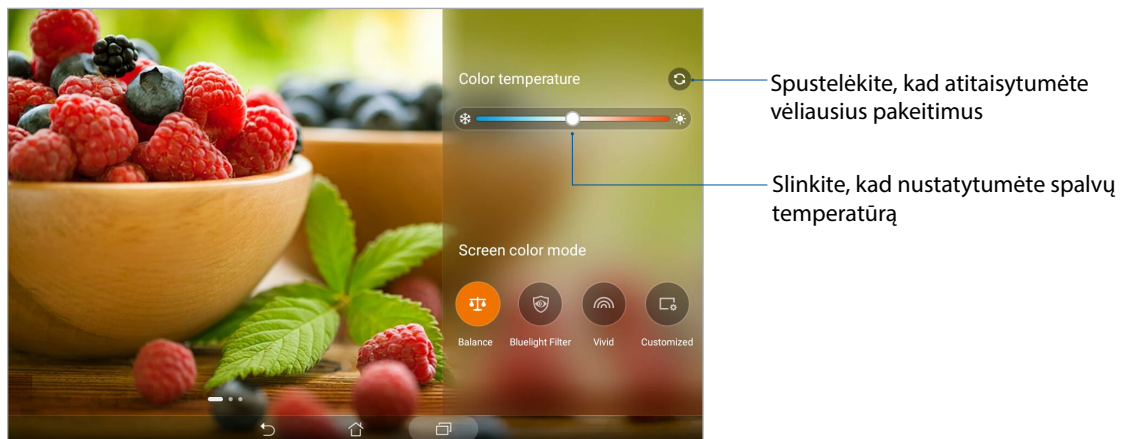 Color temperature
Spustelėkite, kad atitaisytumėte
vėliausius pakeitimus
Slinkite, kad nustatytumėte spalvų
temperatūrą
Screen color mode
Balance Bluelight Filter Vivid Customized